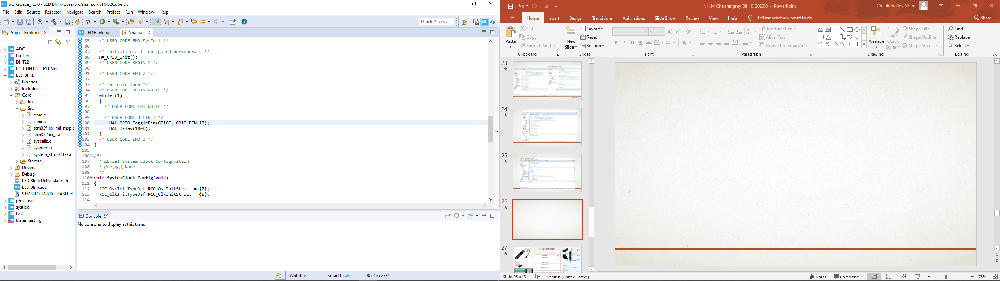 workspace_1.3.0 - LED Blink/Core/Src/main.c - STM32CubeIDE
File Edit Source Refactor Navigate Search Project Run Window Help
Quick Access
Project Explorer
ADC
button
DHT22
LCD_DHT22_TESTING
LED Blink
Binaries
Includes
Core
Inc
Src
gpio.c
main.c
stm32f1xx_hal_msp.c
stm32f1xx_it.c
syscalls.c
sysmem.c
system_stm32f1xx.c
Startup
Drivers
Debug
LED Blink Debug.launch
LED Blink.ioc
STM32F103C8TX_FLASH.ld
ph sensor
systick
test
timer_testing
LED Blink.ioc *main.c
85 /* USER CODE END SysInit */
86
87 /* Initialize all configured peripherals */
88 MX_GPIO_Init();
89 /* USER CODE BEGIN 2 */
90
91 /* USER CODE END 2 */
92
93 /* Infinite loop */
94 /* USER CODE BEGIN WHILE */
95 while (1)
96 {
97 /* USER CODE END WHILE */
98
99 /* USER CODE BEGIN 3 */
100 HAL_GPIO_TogglePin(GPIOC, GPIO_PIN_13);
101 HAL_Delay(1000);
102 }
103 /* USER CODE END 3 */
104 }
105
106 /**
107 * @brief System Clock Configuration
108 * @retval None
109 */
110 void SystemClock_Config(void)
111 {
112 RCC_OscInitTypeDef RCC_OscInitStruct = {0};
113 RCC_ClkInitTypeDef RCC_ClkInitStruct = {0};
114
Console
No consoles to display at this time.
Writable Smart Insert 100 : 46 : 2734
NHIM Chanrengsey(08_10_2020)0 - PowerPoint
ChanRengSey Nhim
File Home Insert Design Transitions Animations Slide Show Review View Help Tell me what you want to do Share
Paste
Cut
Copy
Format Painter
Clipboard
New Slide
Layout
Reset
Section
Slides
32
B I U S abc AV Aa A
Font
Text Direction
Align Text
Convert to SmartArt
Paragraph
Arrange
Quick Styles
Shape Fill
Shape Outline
Shape Effects
Drawing
Find
Replace
Select
Editing
23
24
25
26
27
COMPONENT:
Slide 26 of 31 English (United States) Notes Comments 78%